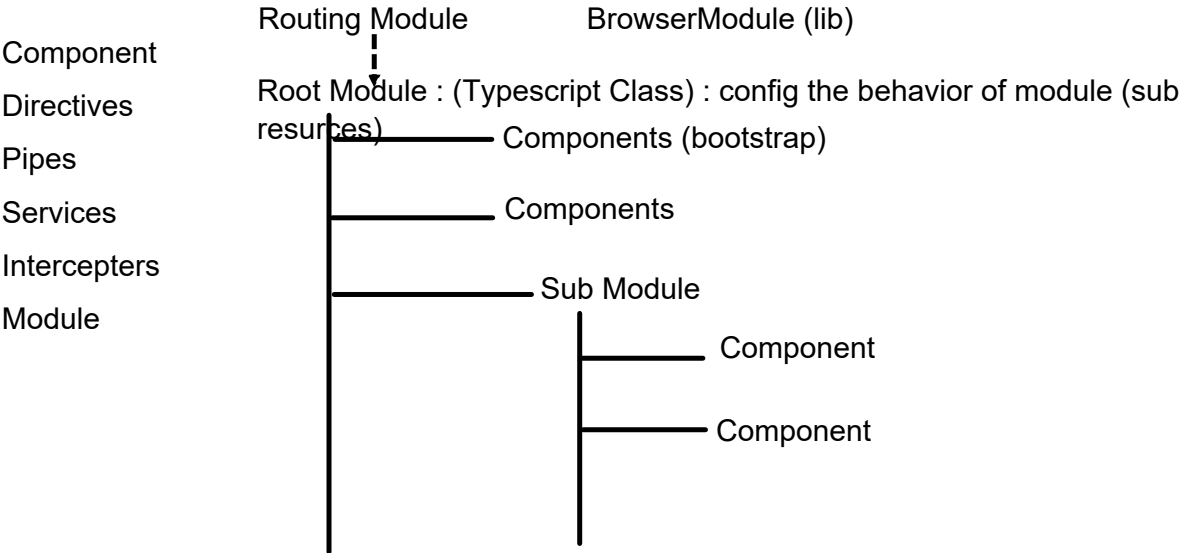 Routing Module
BrowserModule (lib)
Component
Directives
Pipes
Services
Intercepters
Module
Root Module : (Typescript Class) : config the behavior of module (sub
resurces)
Components (bootstrap)
Components
Sub Module
Component
Component